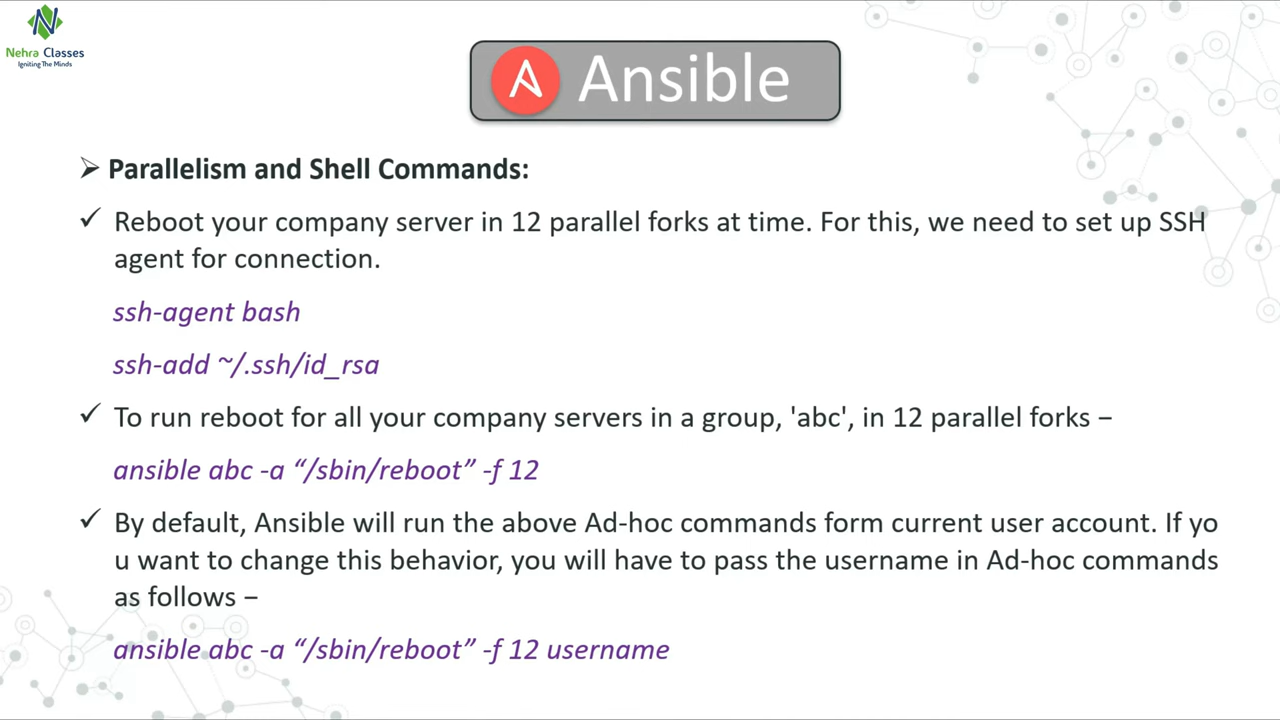 Nehra Classes
Igniting The Minds
Ansible
Parallelism and Shell Commands:
Reboot your company server in 12 parallel forks at time. For this, we need to set up SSH
agent for connection.
ssh-agent bash
ssh-add ~/.ssh/id_rsa
To run reboot for all your company servers in a group, 'abc', in 12 parallel forks −
ansible abc -a “/sbin/reboot” -f 12
By default, Ansible will run the above Ad-hoc commands form current user account. If yo
u want to change this behavior, you will have to pass the username in Ad-hoc commands
as follows −
ansible abc -a “/sbin/reboot” -f 12 username